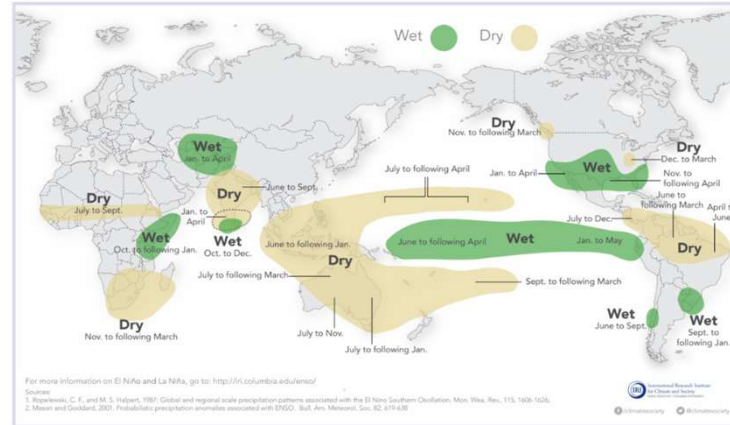 Wet Dry
Wet
Jan. to April
Dry
July to Sept.
Dry
June to Sept.
Jan. to
April
Wet
Oct. to following Jan.
Wet
Oct. to Dec.
Dry
Nov. to following March
July to following April
June to following Jan.
Dry
July to following March
July to Nov.
July to following Jan.
Sept. to following March
June to following April
Wet
Jan. to May
Dry
Nov. to following March
Jan. to April
Wet
Dry
Dec. to March
Nov. to
following April
June to
following March
April to
June
July to Dec.
Dry
Wet
June to Sept.
Wet
Sept. to
following Jan.
For more information on El Niño and La Niña, go to: http://iri.columbia.edu/enso/
Sources:
1. Ropelewski, C. F., and M. S. Halpert, 1987: Global and regional scale precipitation patterns associated with the El Nino Southern Oscillation. Mon. Wea. Rev., 115, 1606-1626.
2. Mason and Goddard, 2001. Probabilistic precipitation anomalies associated with ENSO. Bull. Am. Meteorol. Soc. 82, 619-638
IRI
International Research Institute
for Climate and Society
@climatesociety